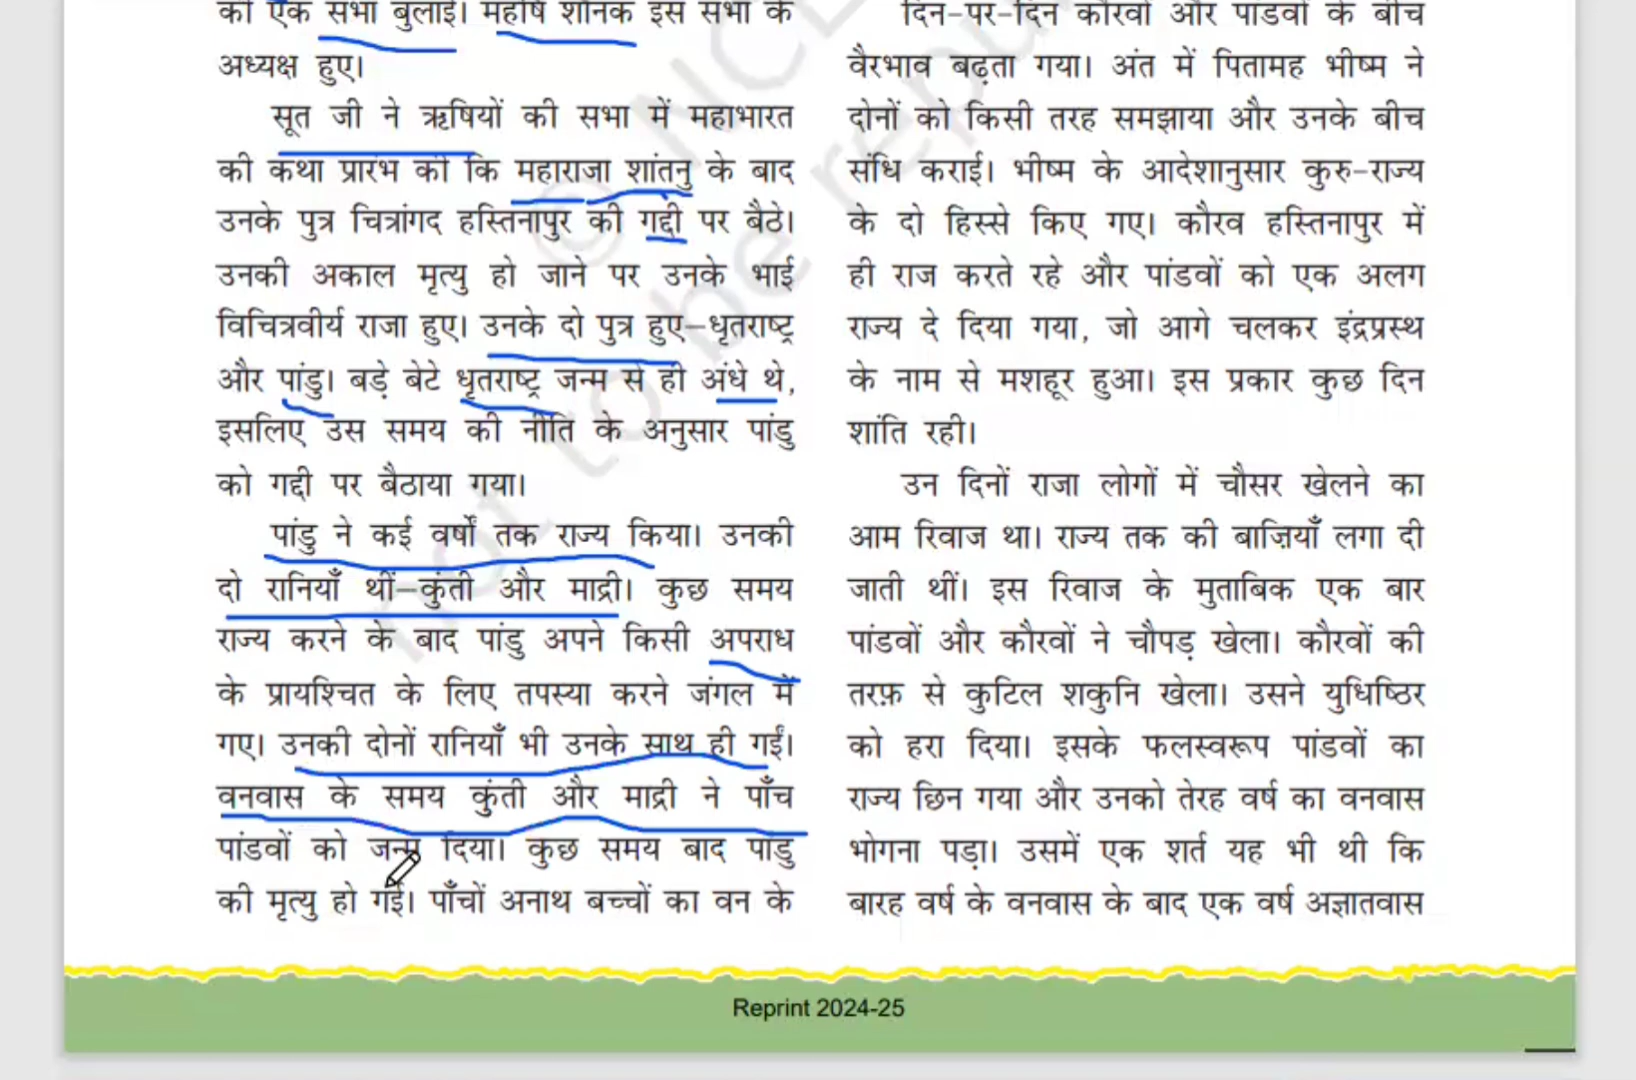 की एक सभा बुलाई। महर्षि शौनक इस सभा के
अध्यक्ष हुए।
सूत जी ने ऋषियों की सभा में महाभारत
की कथा प्रारंभ की कि महाराजा शांतनु के बाद
उनके पुत्र चित्रांगद हस्तिनापुर की गद्दी पर बैठे।
उनकी अकाल मृत्यु हो जाने पर उनके भाई
विचित्रवीर्य राजा हुए। उनके दो पुत्र हुए–धृतराष्ट्र
और पांडु। बड़े बेटे धृतराष्ट्र जन्म से ही अंधे थे,
इसलिए उस समय की नीति के अनुसार पांडु
को गद्दी पर बैठाया गया।
पांडु ने कई वर्षों तक राज्य किया। उनकी
दो रानियाँ थीं–कुंती और माद्री। कुछ समय
राज्य करने के बाद पांडु अपने किसी अपराध
के प्रायश्चित के लिए तपस्या करने जंगल में
गए। उनकी दोनों रानियाँ भी उनके साथ ही गईं।
वनवास के समय कुंती और माद्री ने पाँच
पांडवों को जन्म दिया। कुछ समय बाद पांडु
की मृत्यु हो गई। पाँचों अनाथ बच्चों का वन के
दिन-पर-दिन कौरवों और पांडवों के बीच
वैरभाव बढ़ता गया। अंत में पितामह भीष्म ने
दोनों को किसी तरह समझाया और उनके बीच
संधि कराई। भीष्म के आदेशानुसार कुरु-राज्य
के दो हिस्से किए गए। कौरव हस्तिनापुर में
ही राज करते रहे और पांडवों को एक अलग
राज्य दे दिया गया, जो आगे चलकर इंद्रप्रस्थ
के नाम से मशहूर हुआ। इस प्रकार कुछ दिन
शांति रही।
उन दिनों राजा लोगों में चौसर खेलने का
आम रिवाज था। राज्य तक की बाज़ियाँ लगा दी
जाती थीं। इस रिवाज के मुताबिक एक बार
पांडवों और कौरवों ने चौपड़ खेला। कौरवों की
तरफ़ से कुटिल शकुनि खेला। उसने युधिष्ठिर
को हरा दिया। इसके फलस्वरूप पांडवों का
राज्य छिन गया और उनको तेरह वर्ष का वनवास
भोगना पड़ा। उसमें एक शर्त यह भी थी कि
बारह वर्ष के वनवास के बाद एक वर्ष अज्ञातवास
© NCE
not to be repu
Reprint 2024-25